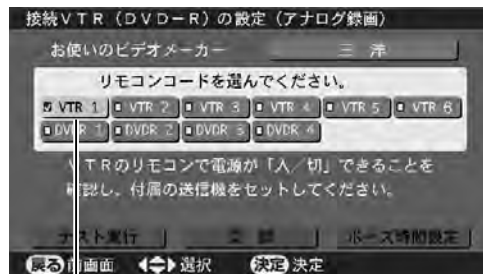 接続VTR(DVD-R)の設定(アナログ録画)
お使いのビデオメーカー 三 洋
リモコンコードを選んでください。
VTR 1 VTR 2 VTR 3 VTR 4 VTR 5 VTR 6
DVDR 1 DVDR 2 DVDR 3 DVDR 4
VTRのリモコンで電源が「入/切」できることを
確認し、付属の送信機をセットしてください。
テスト実行 登 録 ポーズ時間設定
戻る 前画面 選択 決定 決定